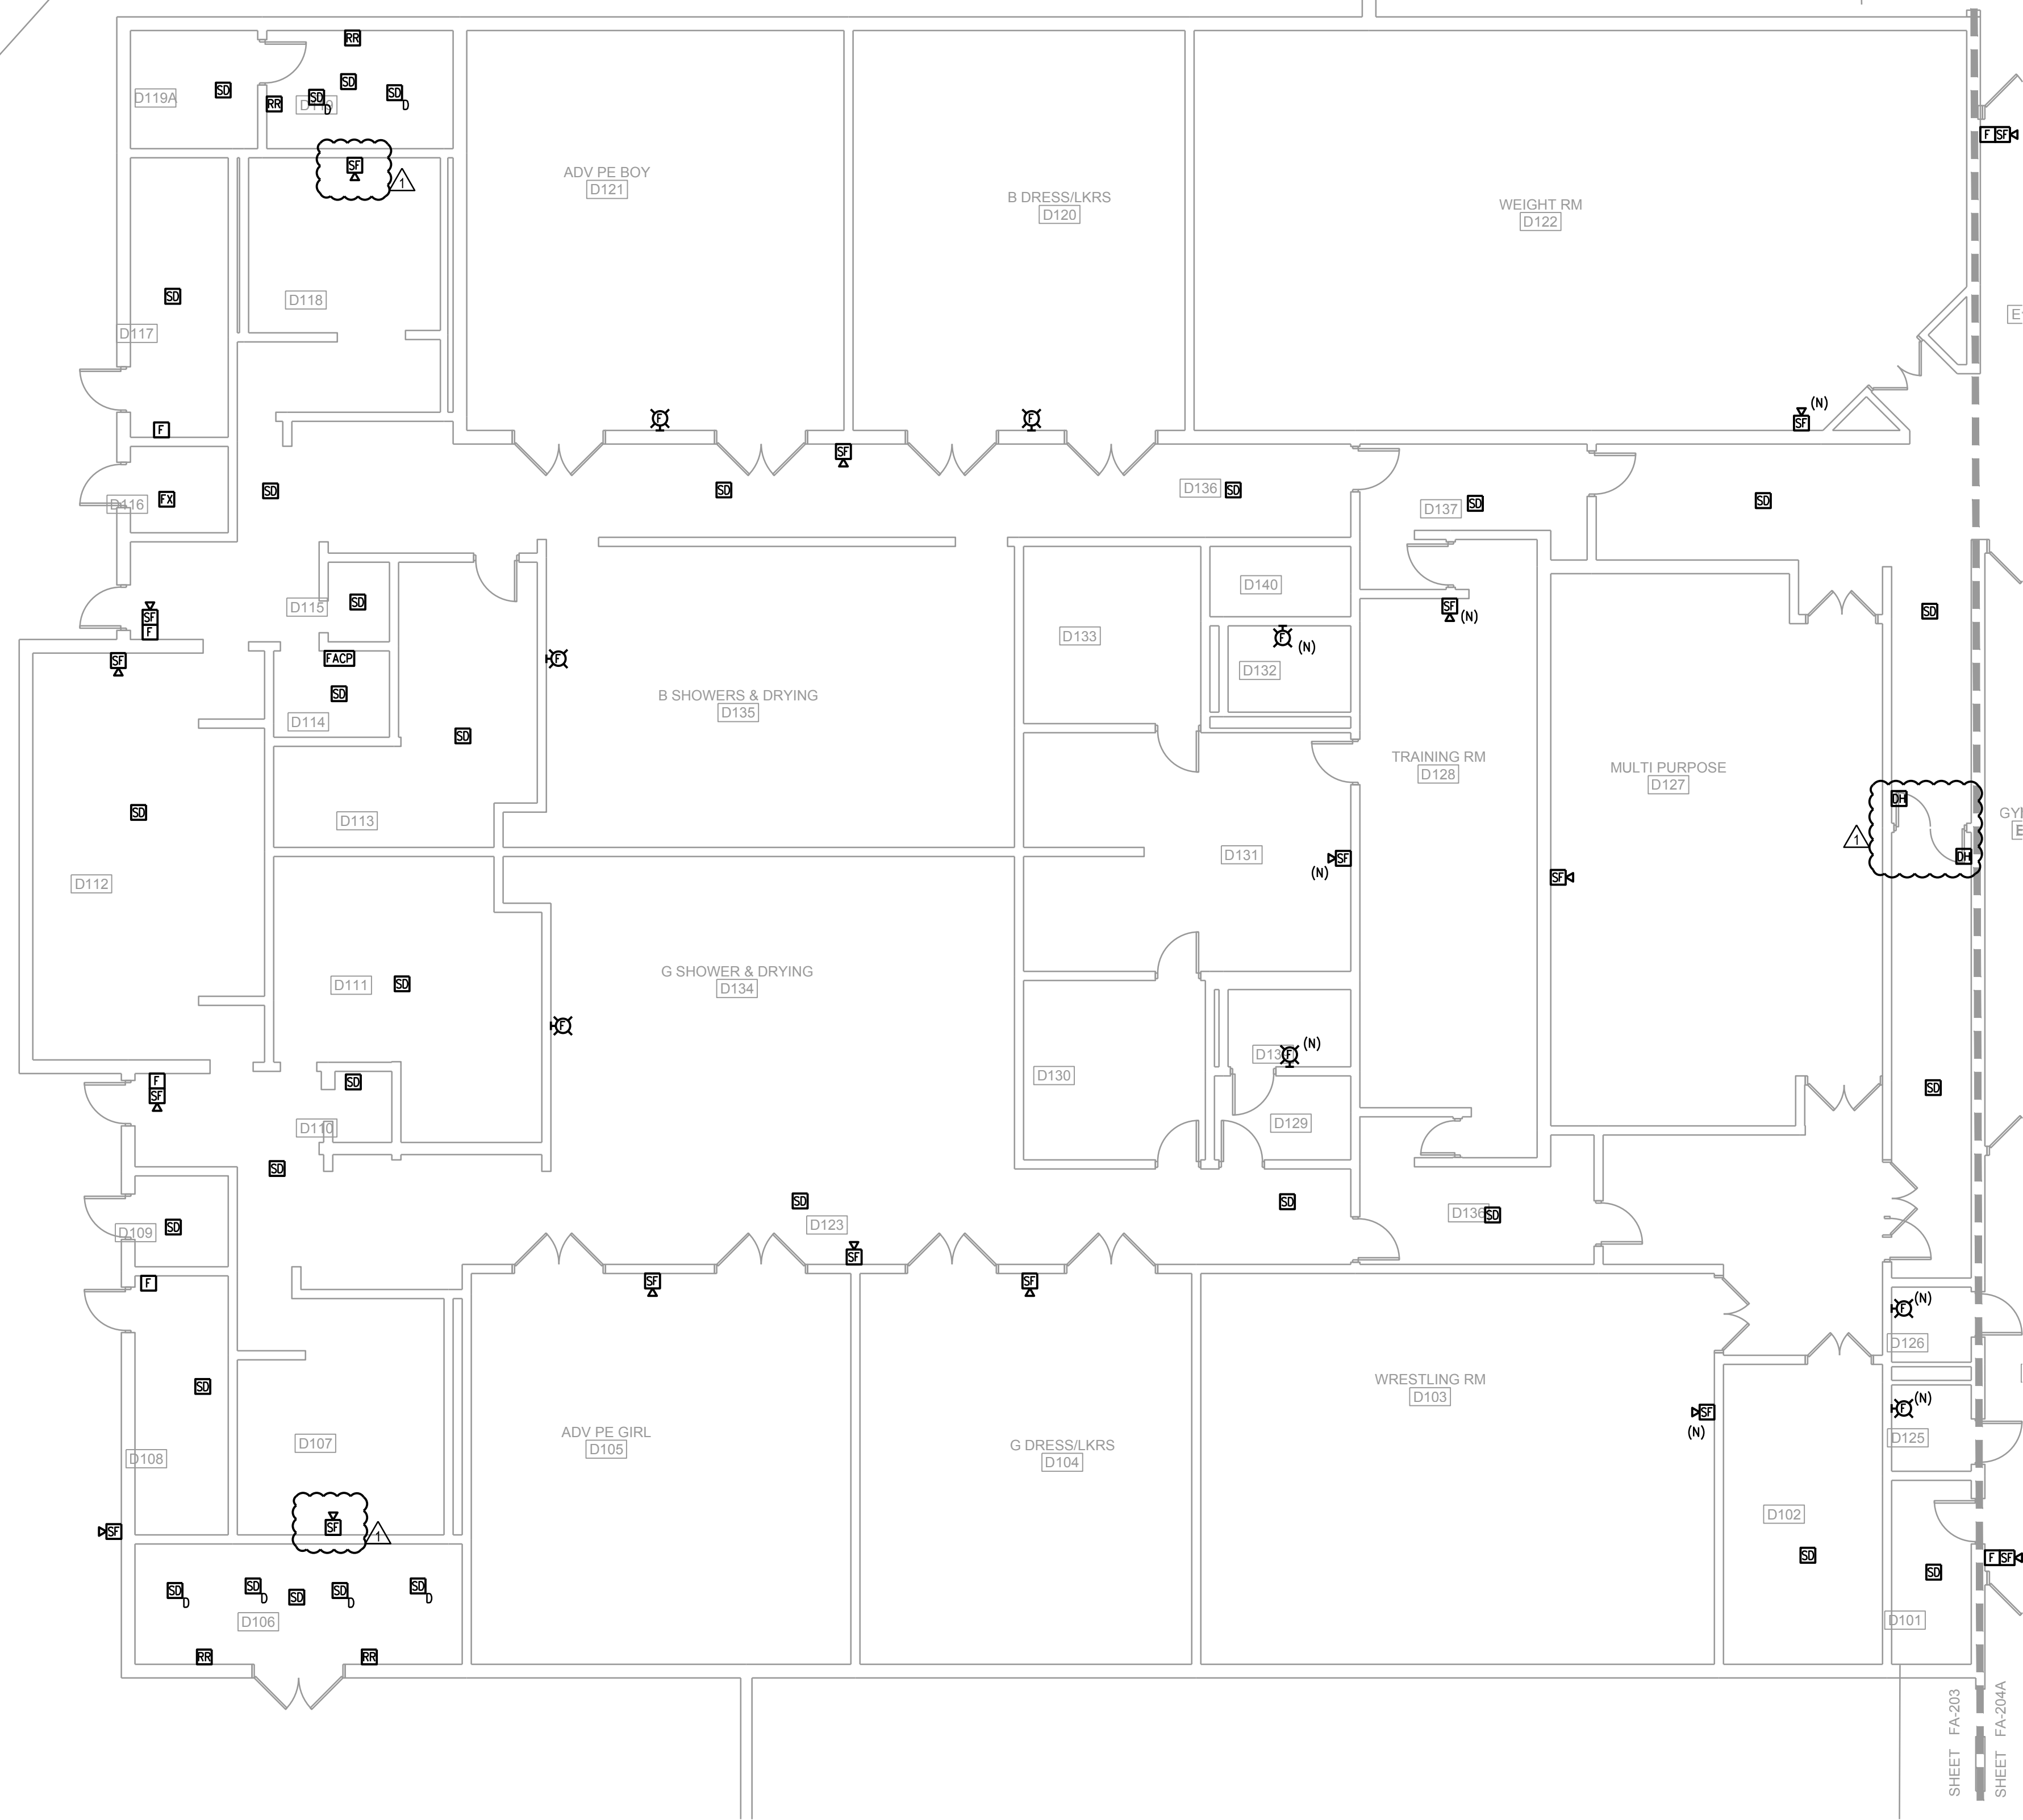 RR
SD
SD
SD
SD
D119A
RR
D
D
SF
1
F SF
ADV PE BOY
D121
B DRESS/LKRS
D120
WEIGHT RM
D122
SD
D118
D117
F
F
(N)
SF
F
SF
SD
SD
D136
SD
FX
D116
D137
SD
SD
D140
SD
D115
SF
F
SF
(N)
SD
F
(N)
D133
FACP
SF
F
D132
SD
B SHOWERS & DRYING
D135
D114
SD
TRAINING RM
D128
MULTI PURPOSE
D127
DH
SD
D113
1
D131
SF
(N)
DH
SF
D112
G SHOWER & DRYING
D134
D111
SD
F
F
(N)
D130
F
SF
SD
SD
D129
D110
SD
SD
SD
D123
D136
SD
D109
SD
SF
F
SF
SF
F
(N)
D126
SD
WRESTLING RM
D103
F
(N)
SF
(N)
ADV PE GIRL
D105
G DRESS/LKRS
D104
D125
D107
D108
SF
SF
1
D102
SD
F SF
SD
SD
D
SD
D
SD
SD
D
SD
D
D106
D101
RR
RR
SHEET FA-203
SHEET FA-204A